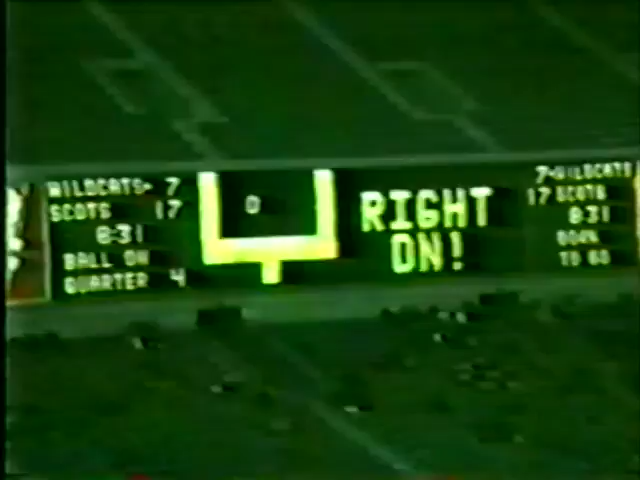 WILDCATS- 7
SCOTS 17
8:31
BALL ON
QUARTER 4
RIGHT
ON!
7-WILDCATS
17 SCOTS
8:31
DOWN
TO GO